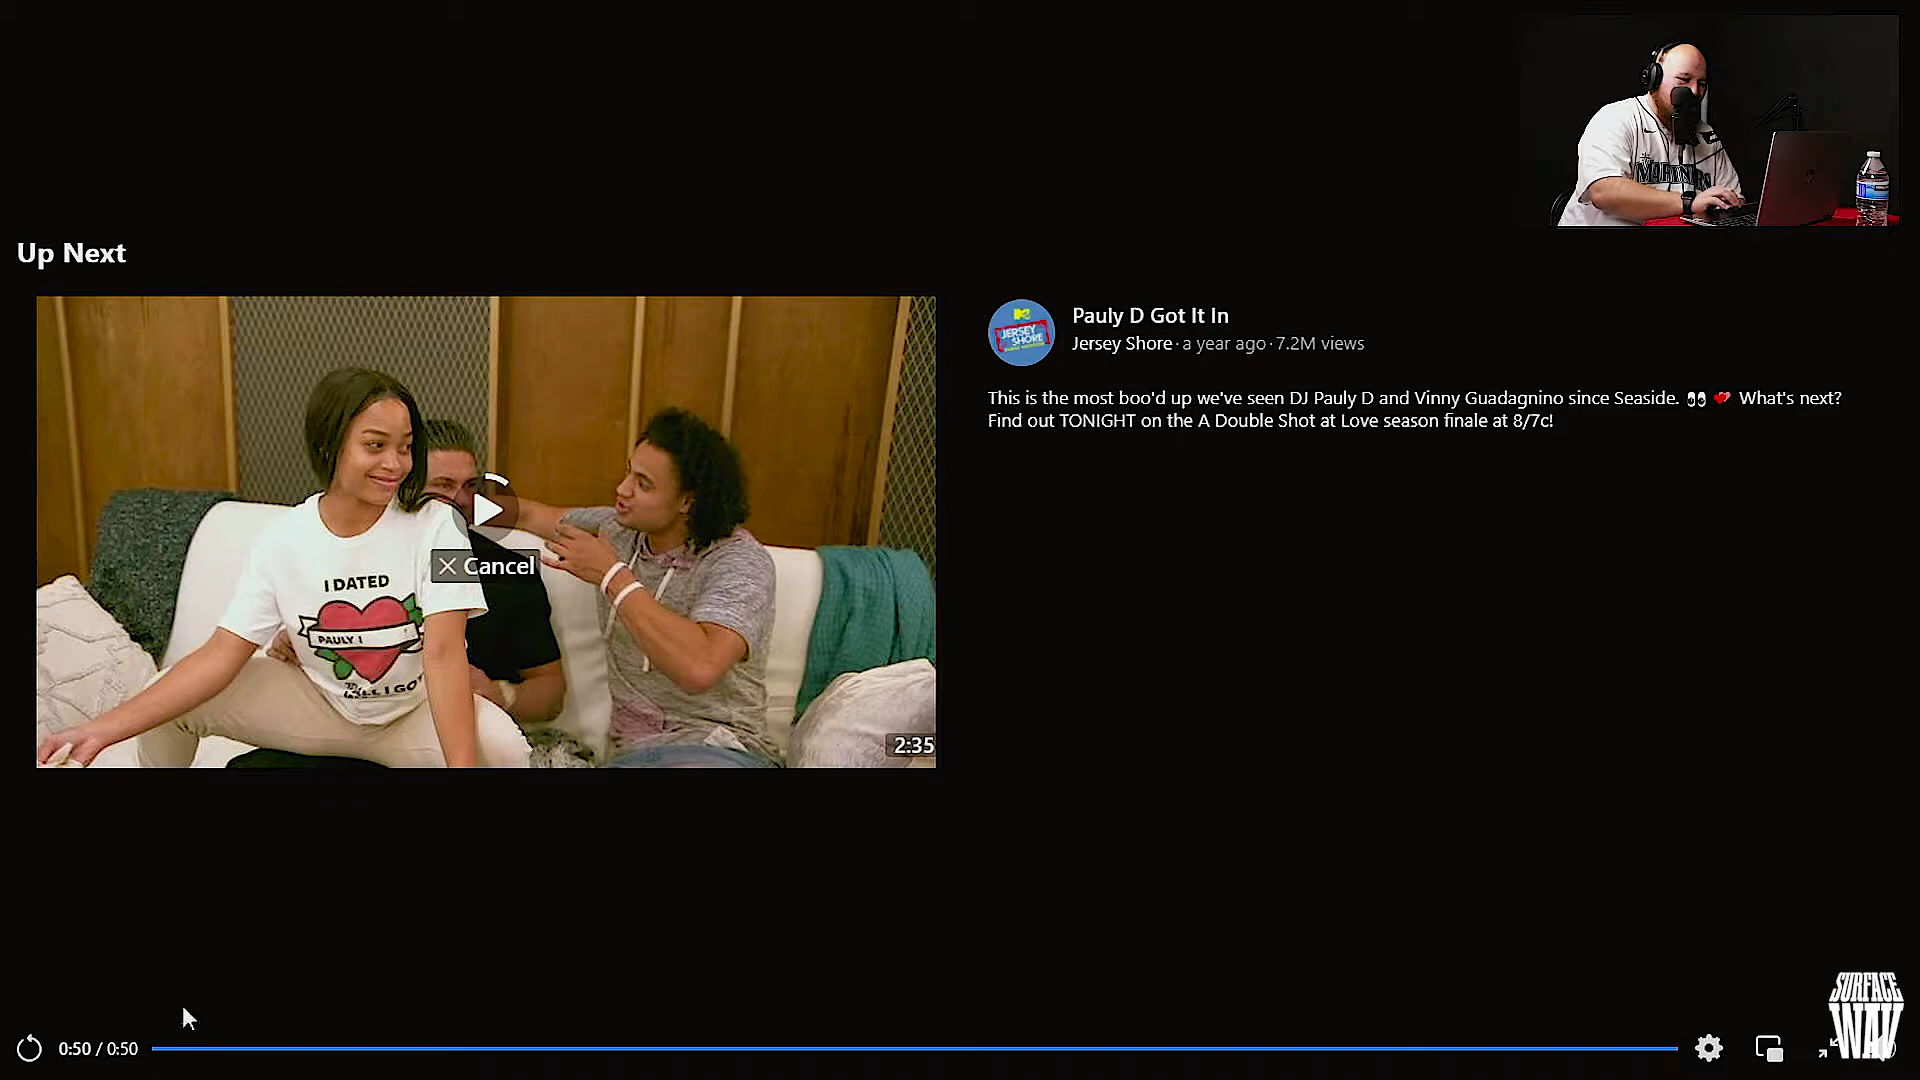 MARINERS
Up Next
MTV
JERSEY
SHORE
Pauly D Got It In
Jersey Shore · a year ago · 7.2M views
This is the most boo'd up we've seen DJ Pauly D and Vinny Guadagnino since Seaside. 👀 💕 What's next?
Find out TONIGHT on the A Double Shot at Love season finale at 8/7c!
Cancel
I DATED
PAULY
I GO
2:35
SURFACE
WAV
0:50 / 0:50